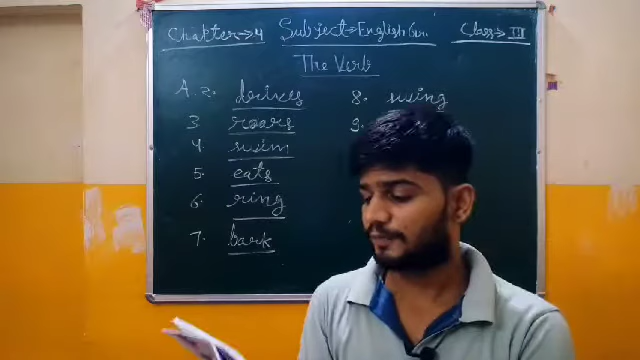 Chapter→4 Subject→English Gm. Class→III
The Verb
A. 2. drives
3 roars
4. swim
5. eats
6. ring
7. bark
8. swing
9.